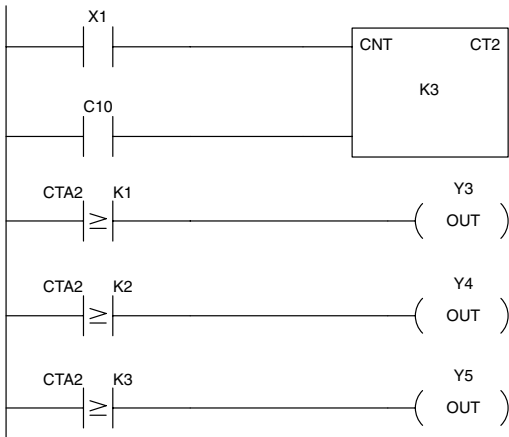 X1
CNT CT2
K3
C10
CTA2 K1 Y3
≥ OUT
CTA2 K2 Y4
≥ OUT
CTA2 K3 Y5
≥ OUT